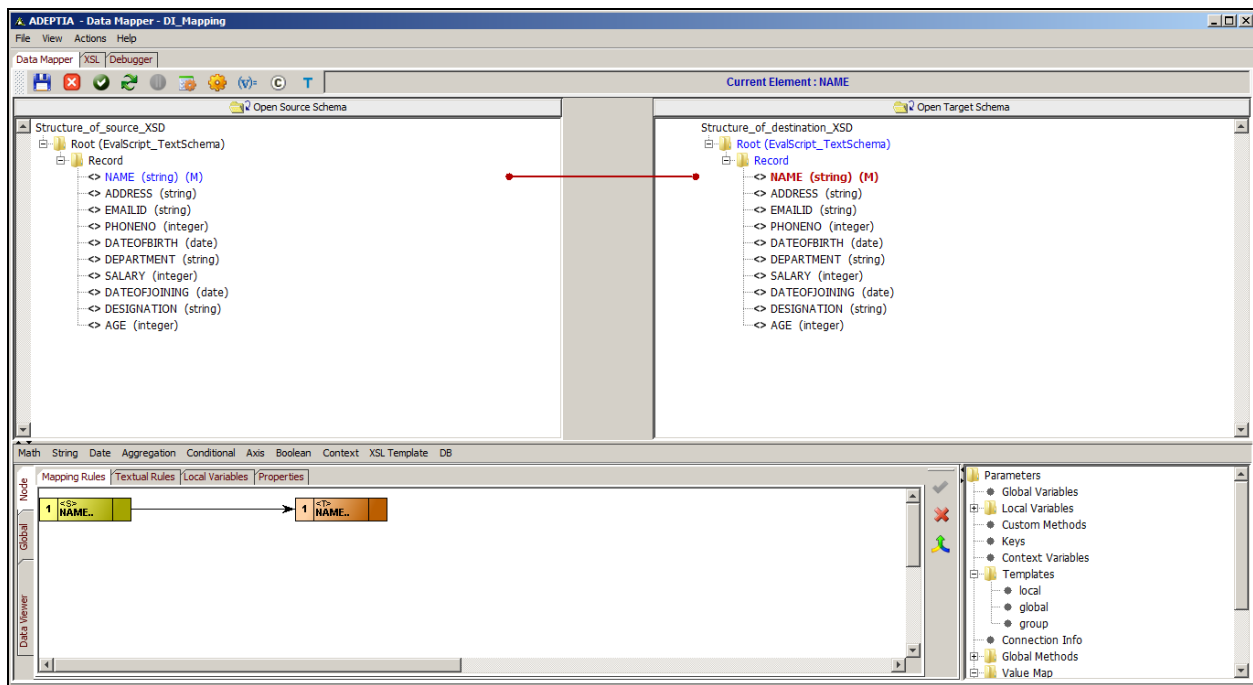 ADEPTIA - Data Mapper - DI_Mapping
File View Actions Help
Data Mapper XSL Debugger
(v)= C T Current Element : NAME
Open Source Schema Open Target Schema
Structure_of_source_XSD
Root (EvalScript_TextSchema)
Record
<> NAME (string) (M)
<> ADDRESS (string)
<> EMAILID (string)
<> PHONENO (integer)
<> DATEOFBIRTH (date)
<> DEPARTMENT (string)
<> SALARY (integer)
<> DATEOFJOINING (date)
<> DESIGNATION (string)
<> AGE (integer)
Structure_of_destination_XSD
Root (EvalScript_TextSchema)
Record
<> NAME (string) (M)
<> ADDRESS (string)
<> EMAILID (string)
<> PHONENO (integer)
<> DATEOFBIRTH (date)
<> DEPARTMENT (string)
<> SALARY (integer)
<> DATEOFJOINING (date)
<> DESIGNATION (string)
<> AGE (integer)
Math String Date Aggregation Conditional Axis Boolean Context XSL Template DB
Node
Global
Data Viewer
Mapping Rules Textual Rules Local Variables Properties
1 <S> NAME..
1 <T> NAME..
Parameters
Global Variables
Local Variables
Custom Methods
Keys
Context Variables
Templates
local
global
group
Connection Info
Global Methods
Value Map